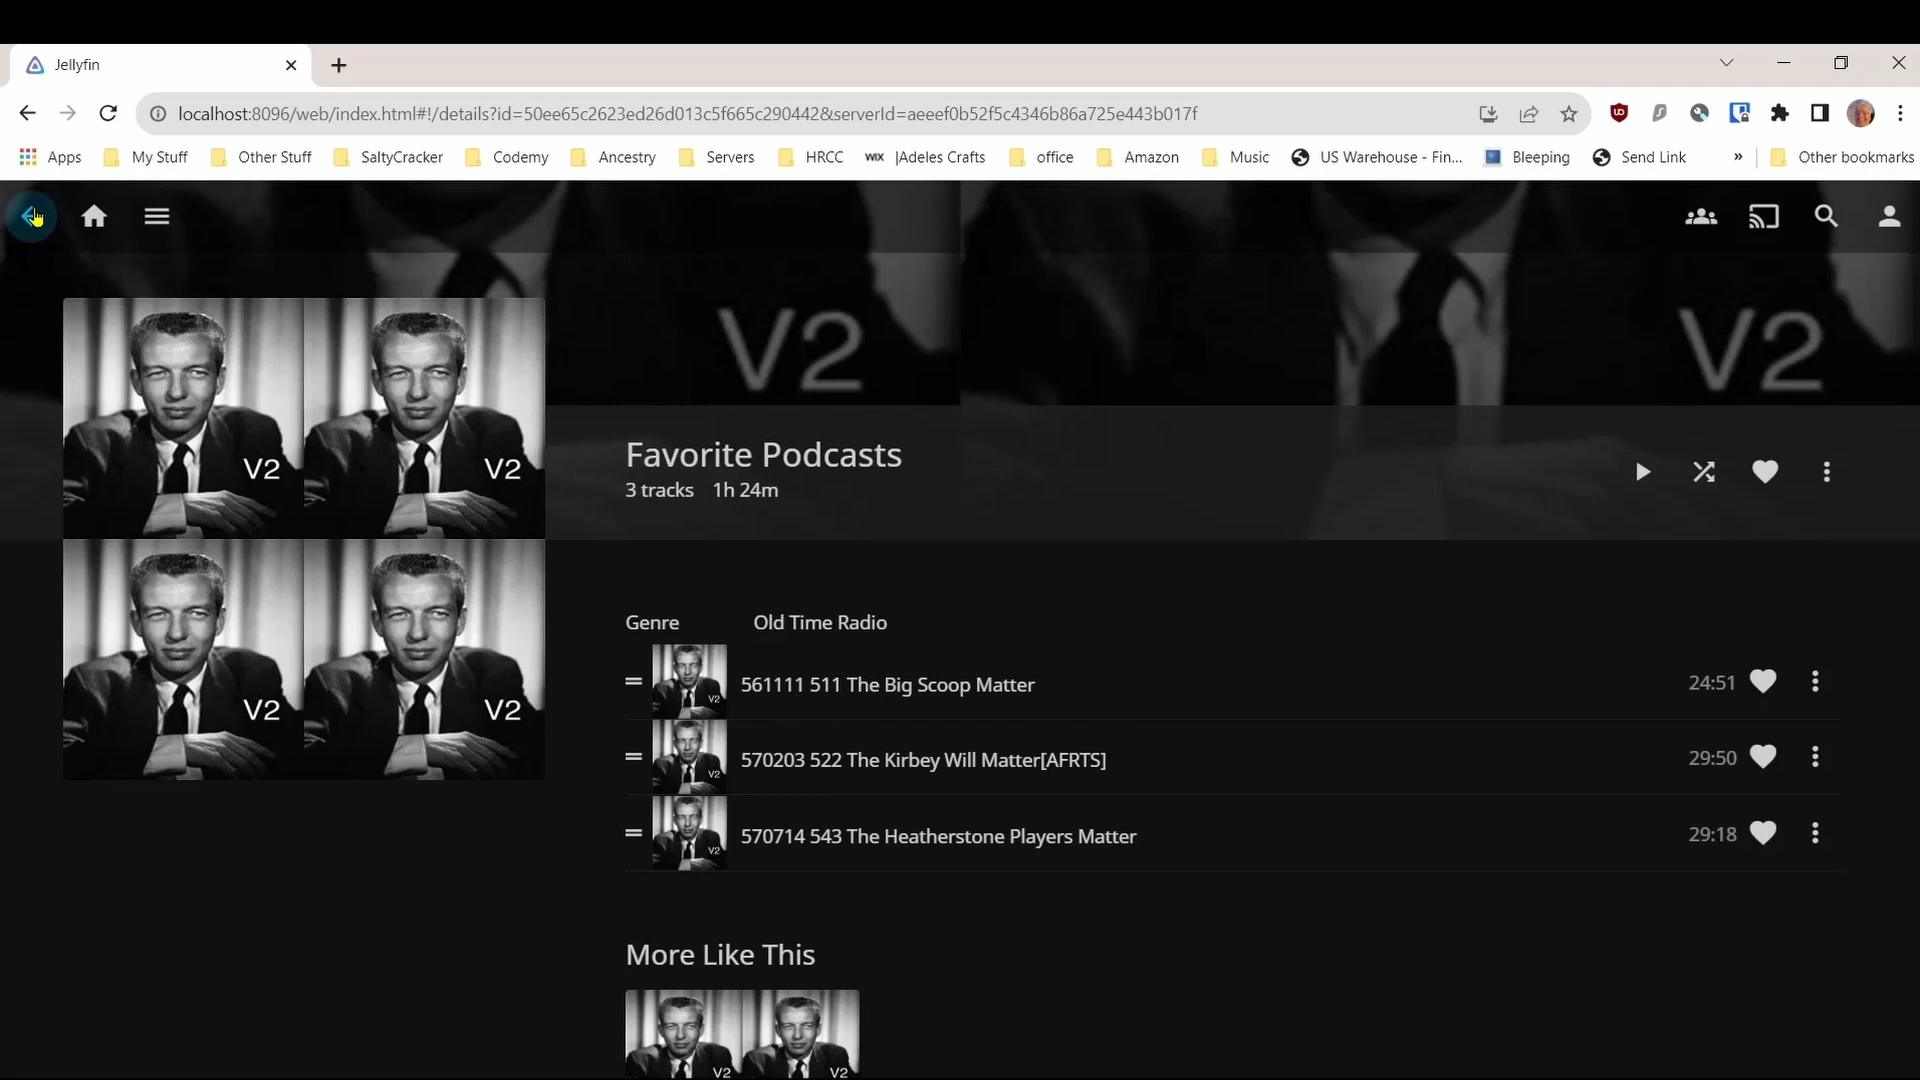 Jellyfin
localhost:8096/web/index.html#!/details?id=50ee65c2623ed26d013c5f665c290442&serverId=aeeef0b52f5c4346b86a725e443b017f
Apps My Stuff Other Stuff SaltyCracker Codemy Ancestry Servers HRCC WIX |Adeles Crafts office Amazon Music US Warehouse - Fin... Bleeping Send Link » Other bookmarks
V2 V2
V2 V2
V2 V2
Favorite Podcasts
3 tracks 1h 24m
Genre Old Time Radio
V2 561111 511 The Big Scoop Matter 24:51
V2 570203 522 The Kirbey Will Matter[AFRTS] 29:50
V2 570714 543 The Heatherstone Players Matter 29:18
More Like This
V2 V2